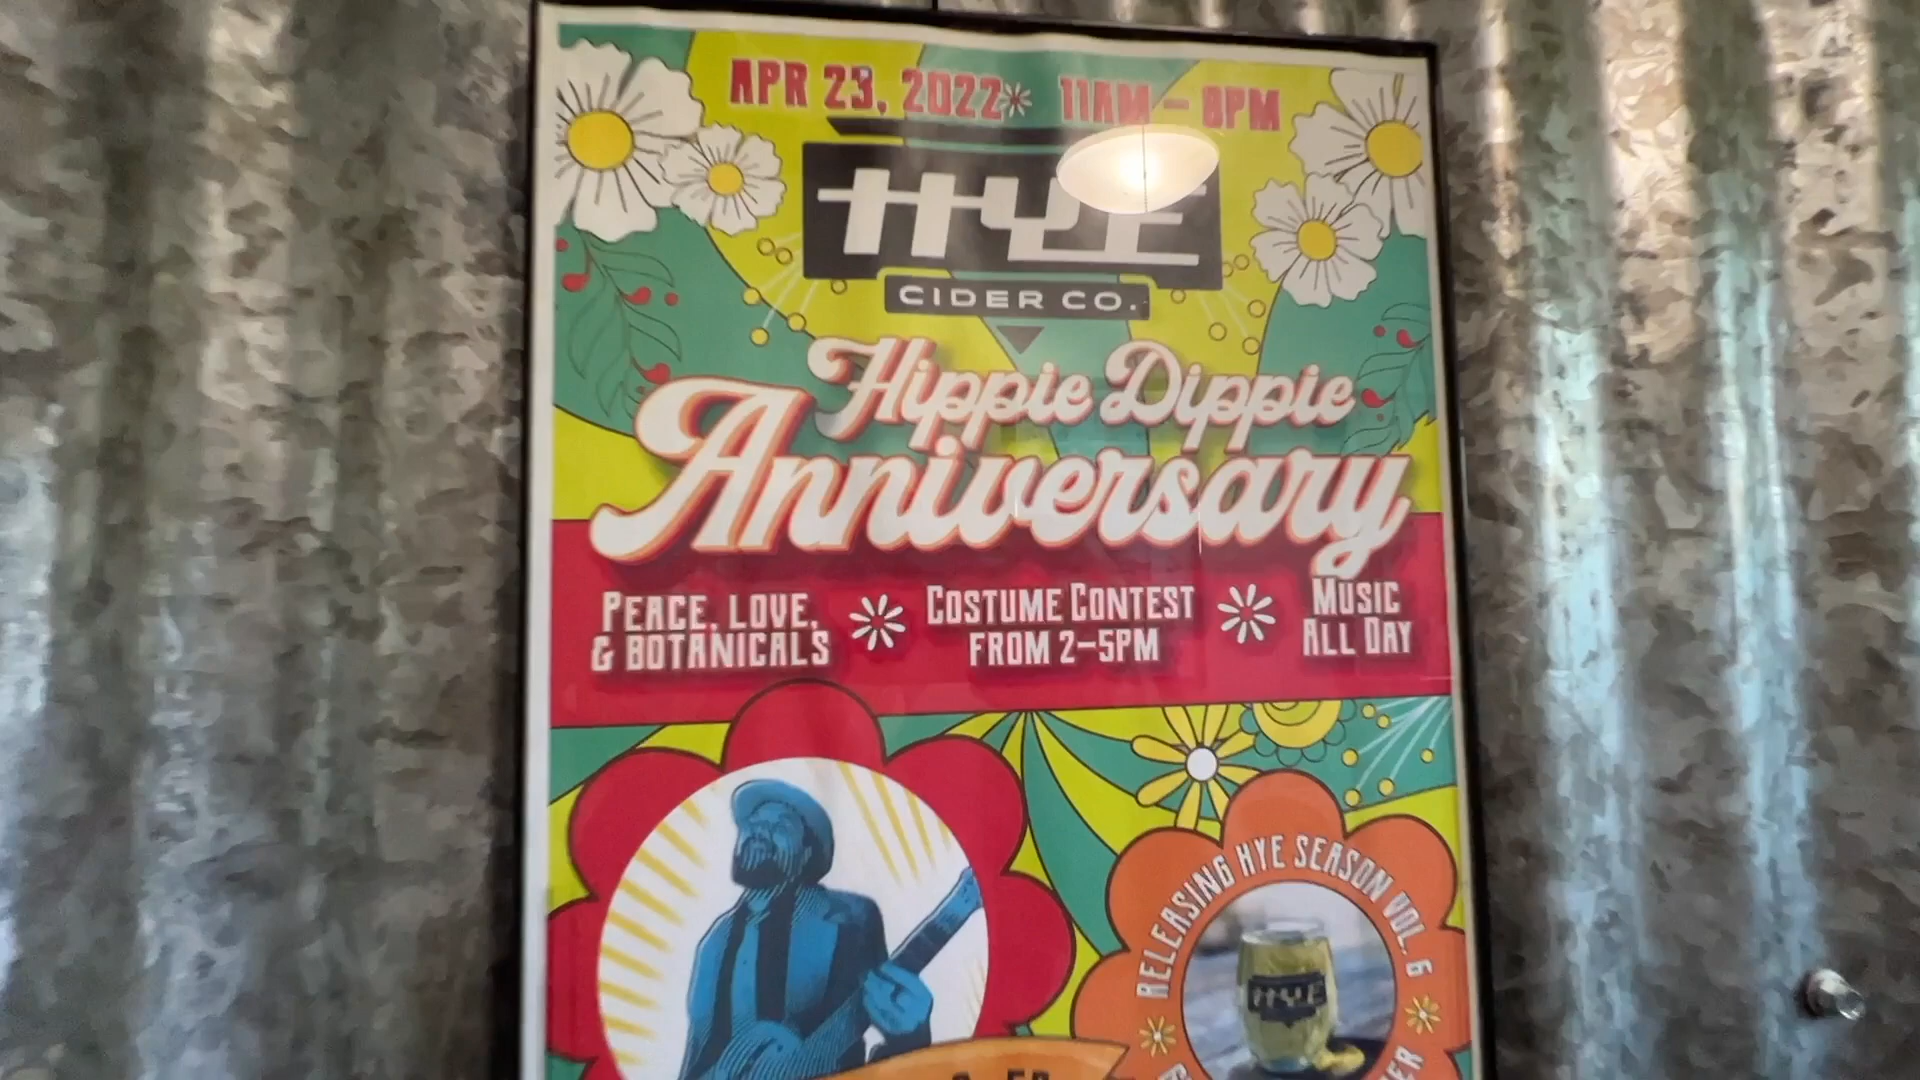 APR 23, 2022 11AM – 8PM
HYE
CIDER CO.
Hippie Dippie
Anniversary
PEACE, LOVE,
& BOTANICALS
COSTUME CONTEST
FROM 2–5PM
MUSIC
ALL DAY
RELEASING HYE SEASON VOL. 6
HYE